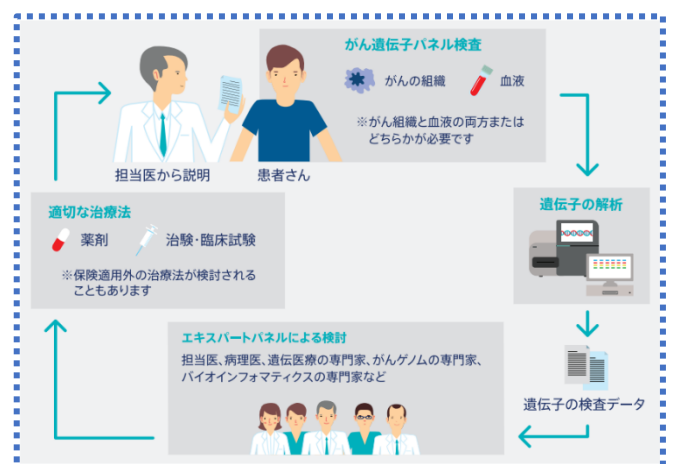 がん遺伝子パネル検査
がんの組織
血液
※がん組織と血液の両方または
どちらかが必要です
担当医から説明
患者さん
遺伝子の解析
遺伝子の検査データ
エキスパートパネルによる検討
担当医、病理医、遺伝医療の専門家、がんゲノムの専門家、
バイオインフォマティクスの専門家など
適切な治療法
薬剤
治験・臨床試験
※保険適用外の治療法が検討される
こともあります